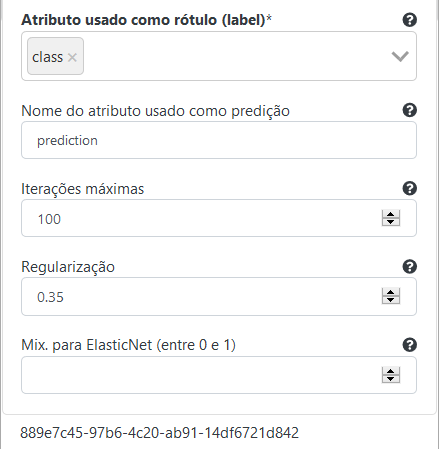 Atributo usado como rótulo (label)*
class ×
Nome do atributo usado como predição
prediction
Iterações máximas
100
Regularização
0.35
Mix. para ElasticNet (entre 0 e 1)
889e7c45-97b6-4c20-ab91-14df6721d842